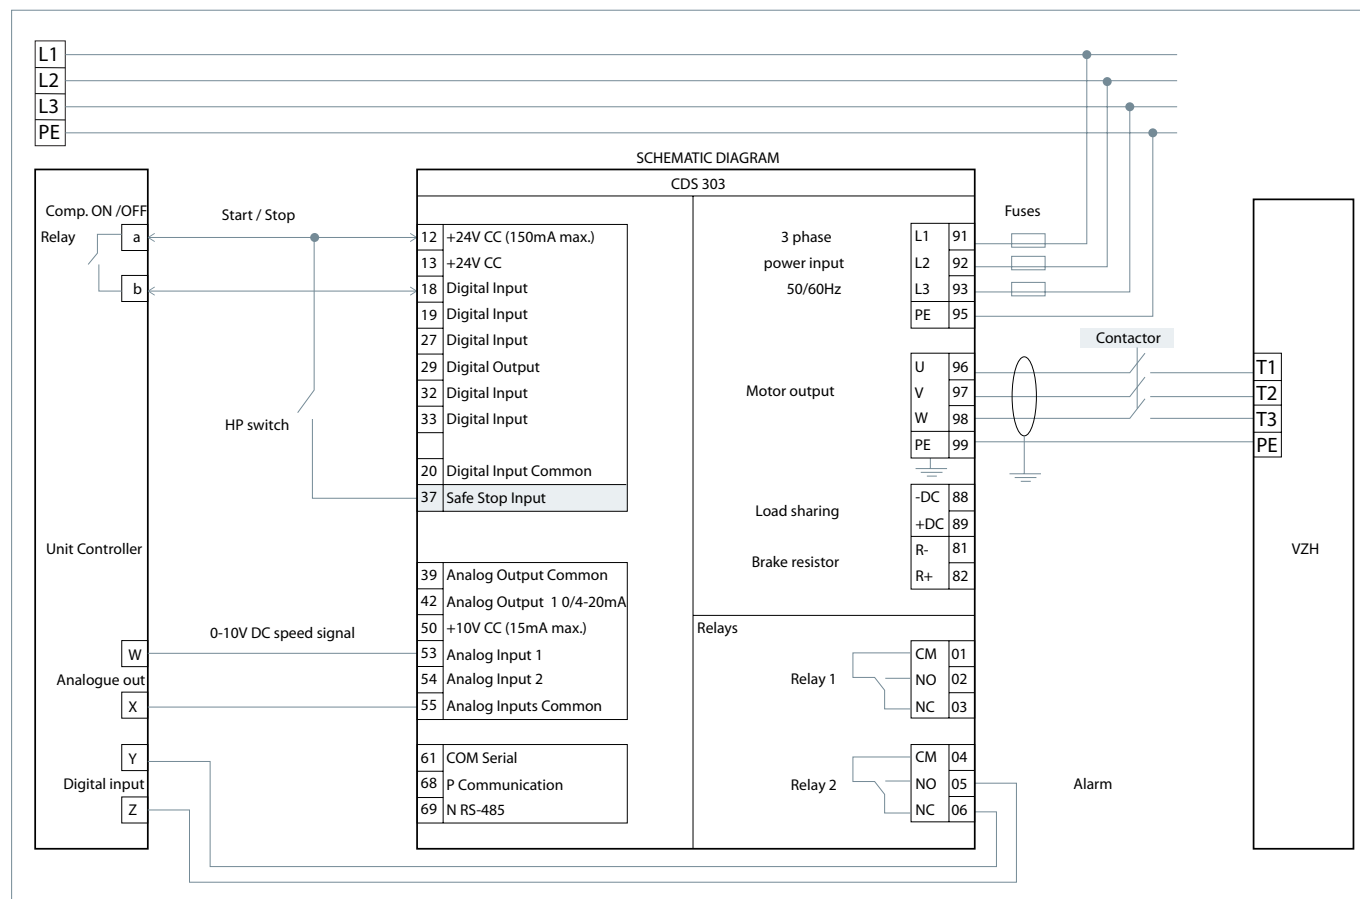 L1
L2
L3
PE
SCHEMATIC DIAGRAM
CDS 303
Comp. ON /OFF
Relay
a
b
Start / Stop
HP switch
Unit Controller
0-10V DC speed signal
W
Analogue out
X
Y
Digital input
Z
12 +24V CC (150mA max.)
13 +24V CC
18 Digital Input
19 Digital Input
27 Digital Input
29 Digital Output
32 Digital Input
33 Digital Input
20 Digital Input Common
37 Safe Stop Input
39 Analog Output Common
42 Analog Output 1 0/4-20mA
50 +10V CC (15mA max.)
53 Analog Input 1
54 Analog Input 2
55 Analog Inputs Common
61 COM Serial
68 P Communication
69 N RS-485
3 phase
power input
50/60Hz
L1 91
L2 92
L3 93
PE 95
Fuses
Motor output
U 96
V 97
W 98
PE 99
Contactor
Load sharing
-DC 88
+DC 89
Brake resistor
R- 81
R+ 82
Relays
Relay 1
CM 01
NO 02
NC 03
Relay 2
CM 04
NO 05
NC 06
Alarm
T1
T2
T3
PE
VZH